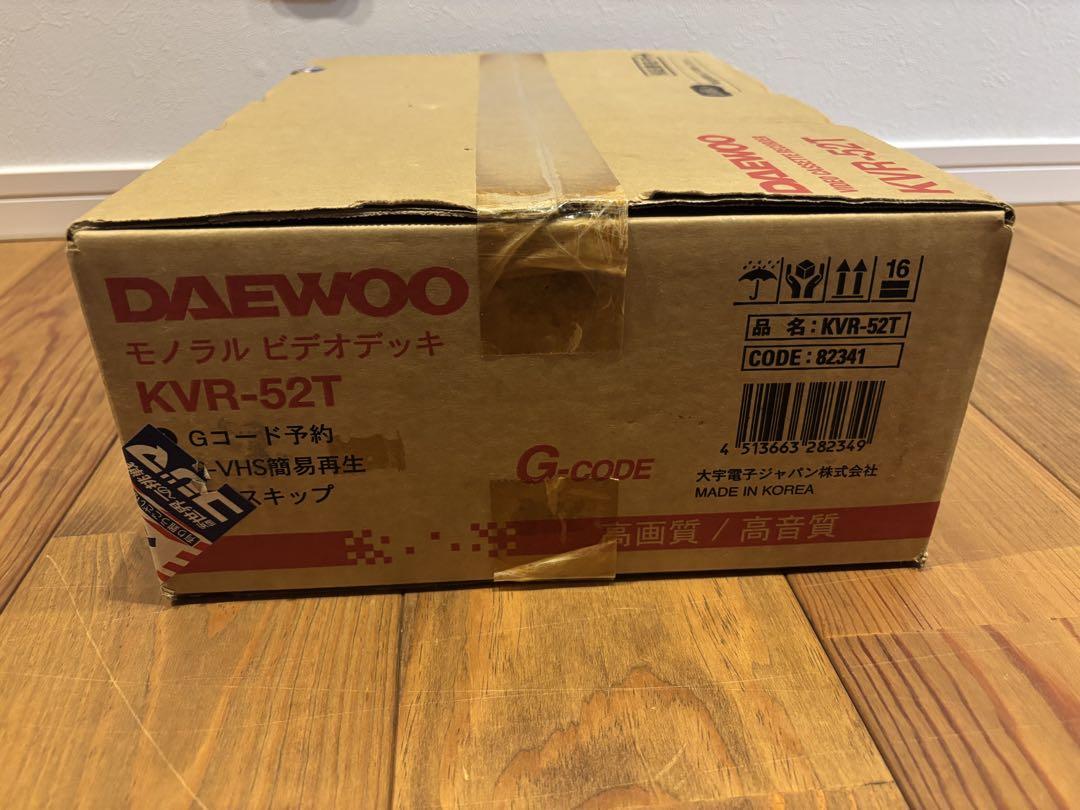 DAEWOO
VIDEO CASSETTE RECORDER
KVR-52T
DAEWOO
モノラル ビデオデッキ
KVR-52T
Gコード予約
-VHS簡易再生
スキップ
G-CODE
16
品 名:KVR-52T
CODE:82341
4 513663 282349
大宇電子ジャパン株式会社
MADE IN KOREA
高画質/高音質